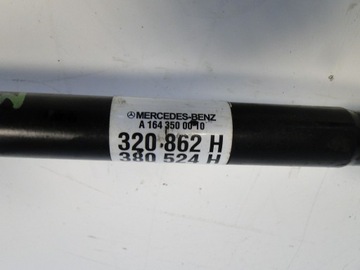 MERCEDES-BENZ
A 164 350 00 10
320 862 H
380 524 H